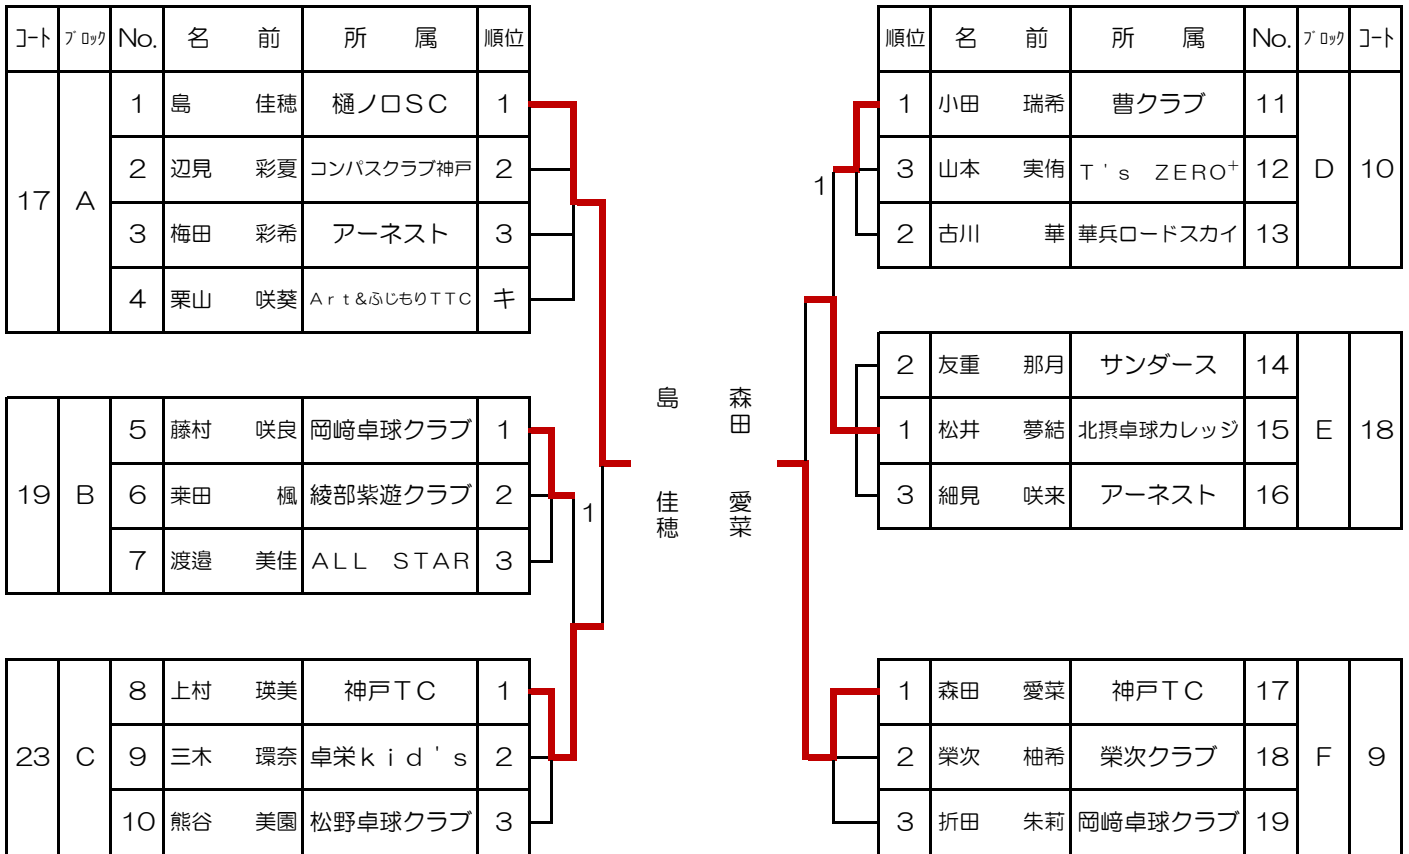 ｺｰﾄ ﾌﾞﾛｯｸ No. 名　前 所　属 順位
17 A
1 島　佳穂 樋ノ口SC 1
2 辺見　彩夏 コンパスクラブ神戸 2
3 梅田　彩希 アーネスト 3
4 栗山　咲葵 Art&ふじもりTTC キ
19 B
5 藤村　咲良 岡﨑卓球クラブ 1
6 桒田　楓 綾部紫遊クラブ 2
7 渡邉　美佳 ALL　STAR 3
23 C
8 上村　瑛美 神戸TC 1
9 三木　環奈 卓栄kid's 2
10 熊谷　美園 松野卓球クラブ 3
1
島　佳穂
森田　愛菜
1
順位 名　前 所　属 No. ﾌﾞﾛｯｸ ｺｰﾄ
1 小田　瑞希 曹クラブ 11
3 山本　実侑 T's　ZERO⁺ 12
2 古川　華 華兵ロードスカイ 13
D 10
2 友重　那月 サンダース 14
1 松井　夢結 北摂卓球カレッジ 15
3 細見　咲来 アーネスト 16
E 18
1 森田　愛菜 神戸TC 17
2 榮次　柚希 榮次クラブ 18
3 折田　朱莉 岡﨑卓球クラブ 19
F 9